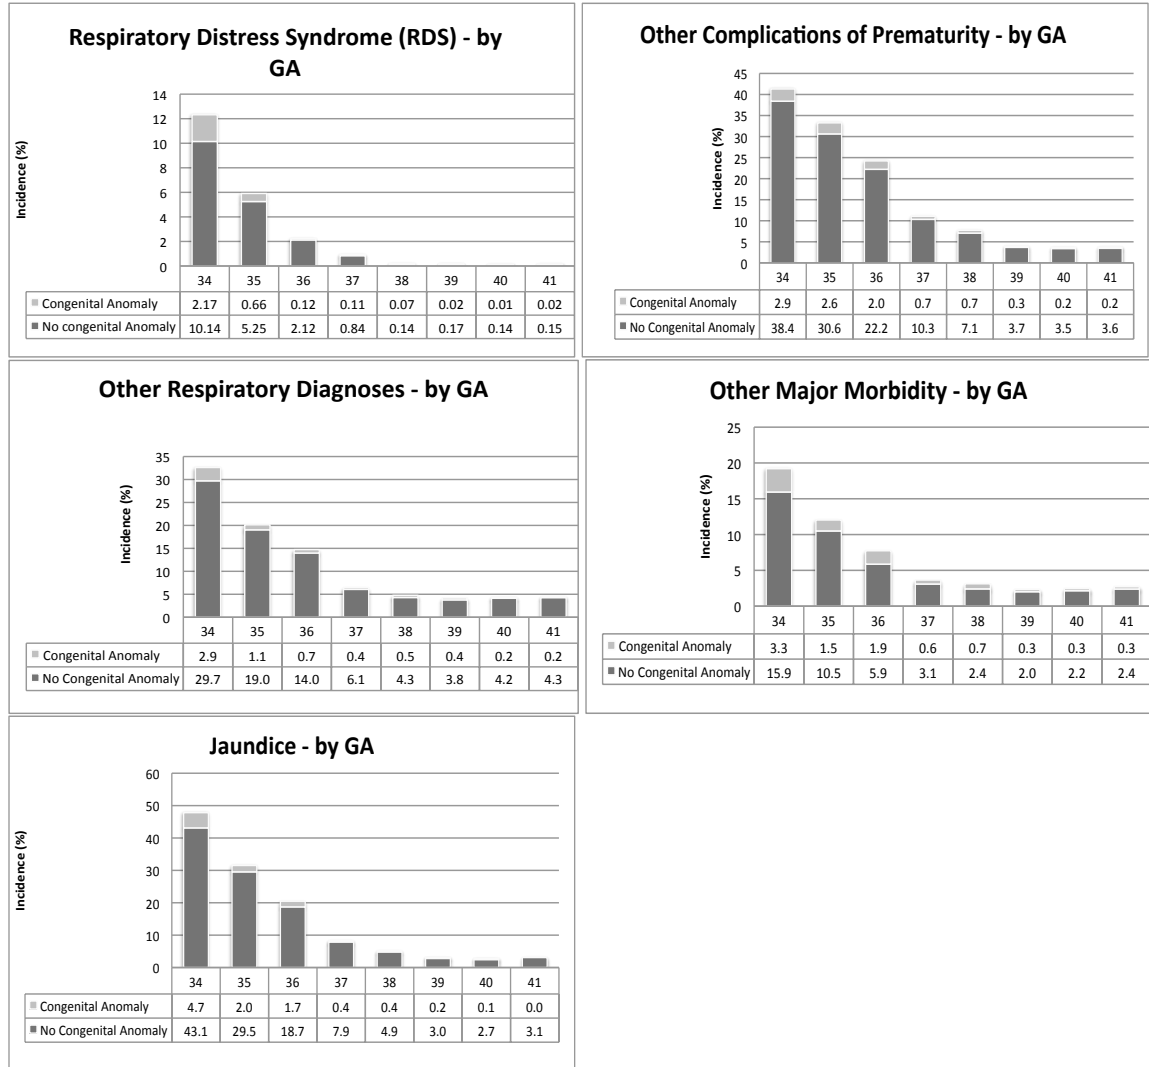 Respiratory Distress Syndrome (RDS) - by
GA
Incidence (%)
14
12
10
8
6
4
2
0
34 35 36 37 38 39 40 41
Congenital Anomaly 2.17 0.66 0.12 0.11 0.07 0.02 0.01 0.02
No congenital Anomaly 10.14 5.25 2.12 0.84 0.14 0.17 0.14 0.15
Other Complications of Prematurity - by GA
Incidence (%)
45
40
35
30
25
20
15
10
5
0
34 35 36 37 38 39 40 41
Congenital Anomaly 2.9 2.6 2.0 0.7 0.7 0.3 0.2 0.2
No Congenital Anomaly 38.4 30.6 22.2 10.3 7.1 3.7 3.5 3.6
Other Respiratory Diagnoses - by GA
Incidence (%)
35
30
25
20
15
10
5
0
34 35 36 37 38 39 40 41
Congenital Anomaly 2.9 1.1 0.7 0.4 0.5 0.4 0.2 0.2
No Congenital Anomaly 29.7 19.0 14.0 6.1 4.3 3.8 4.2 4.3
Other Major Morbidity - by GA
Incidence (%)
25
20
15
10
5
0
34 35 36 37 38 39 40 41
Congenital Anomaly 3.3 1.5 1.9 0.6 0.7 0.3 0.3 0.3
No Congenital Anomaly 15.9 10.5 5.9 3.1 2.4 2.0 2.2 2.4
Jaundice - by GA
Incidence (%)
60
50
40
30
20
10
0
34 35 36 37 38 39 40 41
Congenital Anomaly 4.7 2.0 1.7 0.4 0.4 0.2 0.1 0.0
No Congenital Anomaly 43.1 29.5 18.7 7.9 4.9 3.0 2.7 3.1